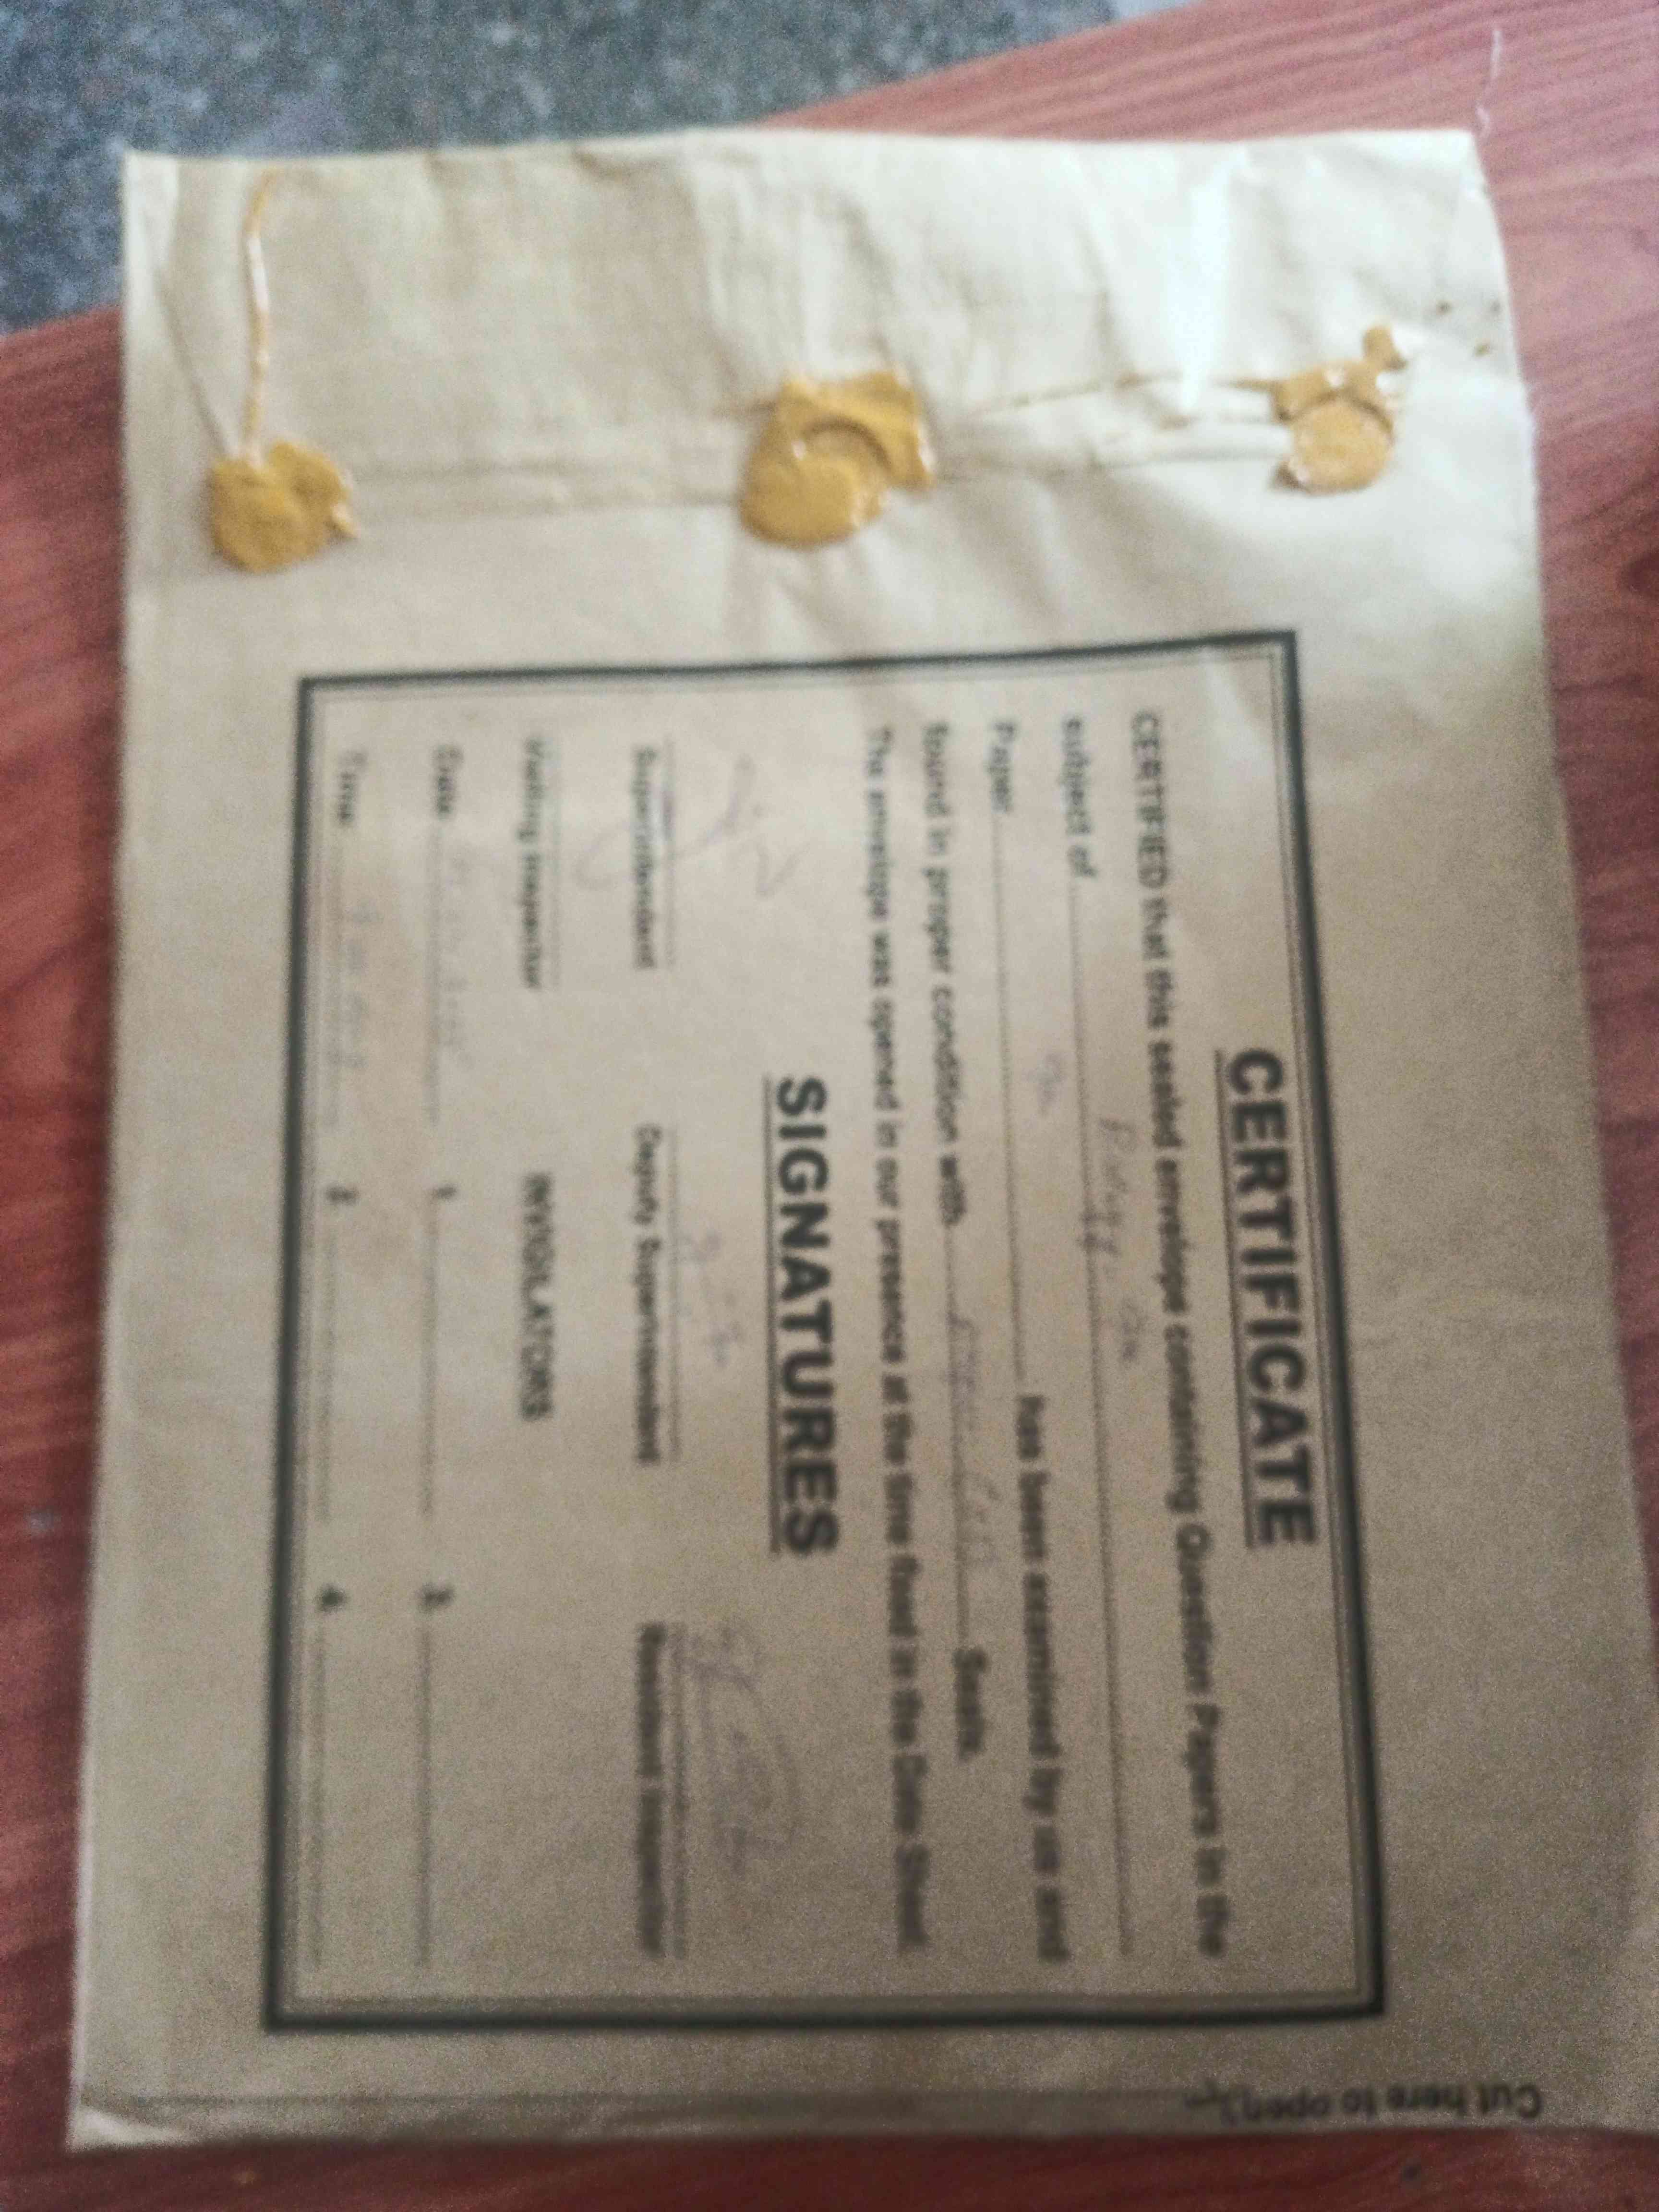 CERTIFICATE
CERTIFIED that this sealed envelope containing Question Papers in the
subject of
Paper has been examined by us and
found in proper condition with Seals.
The envelope was opened in our presence at the time fixed in the Date Sheet.
SIGNATURES
Superintendent Deputy Superintendent Resident Inspector
Visiting Inspector INVIGILATORS
Date 1. 3.
Time 2. 4.
Cut here to open